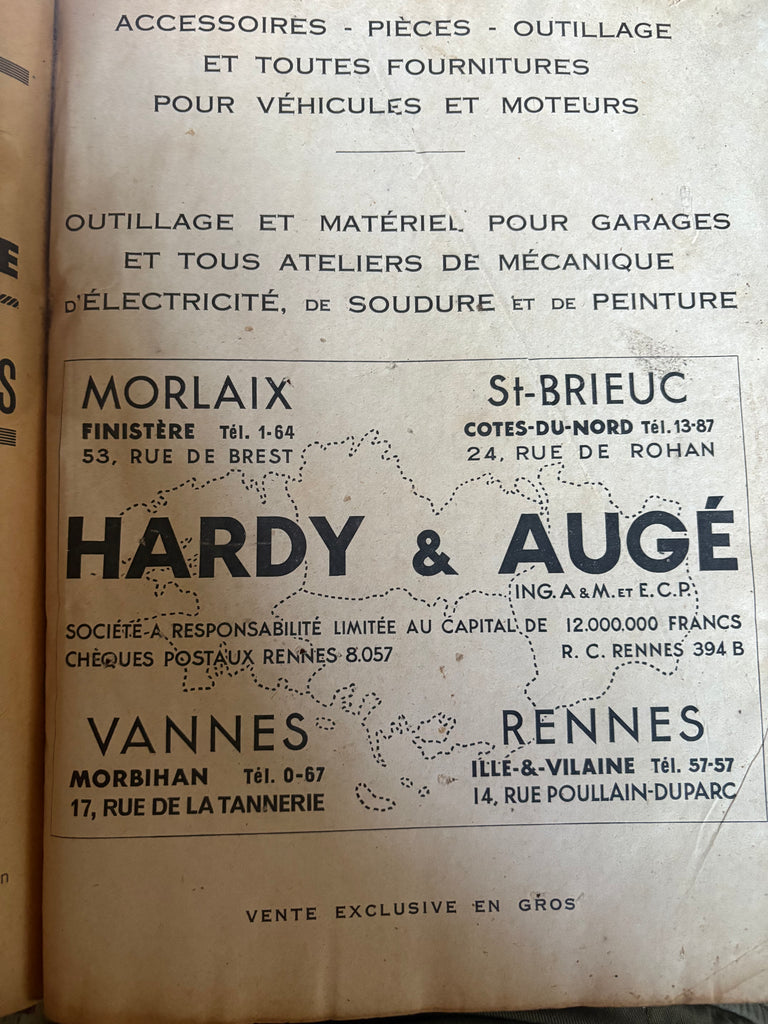 ACCESSOIRES - PIÈCES - OUTILLAGE
ET TOUTES FOURNITURES
POUR VÉHICULES ET MOTEURS
OUTILLAGE ET MATÉRIEL POUR GARAGES
ET TOUS ATELIERS DE MÉCANIQUE
D'ÉLECTRICITÉ, DE SOUDURE ET DE PEINTURE
MORLAIX
FINISTÈRE Tél. 1-64
53, RUE DE BREST
St-BRIEUC
COTES-DU-NORD Tél. 13-87
24, RUE DE ROHAN
HARDY & AUGÉ
ING. A & M. ET E.C.P.
SOCIÉTÉ A RESPONSABILITÉ LIMITÉE AU CAPITAL DE 12.000.000 FRANCS
CHÈQUES POSTAUX RENNES 8.057 R. C. RENNES 394 B
VANNES
MORBIHAN Tél. 0-67
17, RUE DE LA TANNERIE
RENNES
ILLE-&-VILAINE Tél. 57-57
14, RUE POULLAIN-DUPARC
VENTE EXCLUSIVE EN GROS